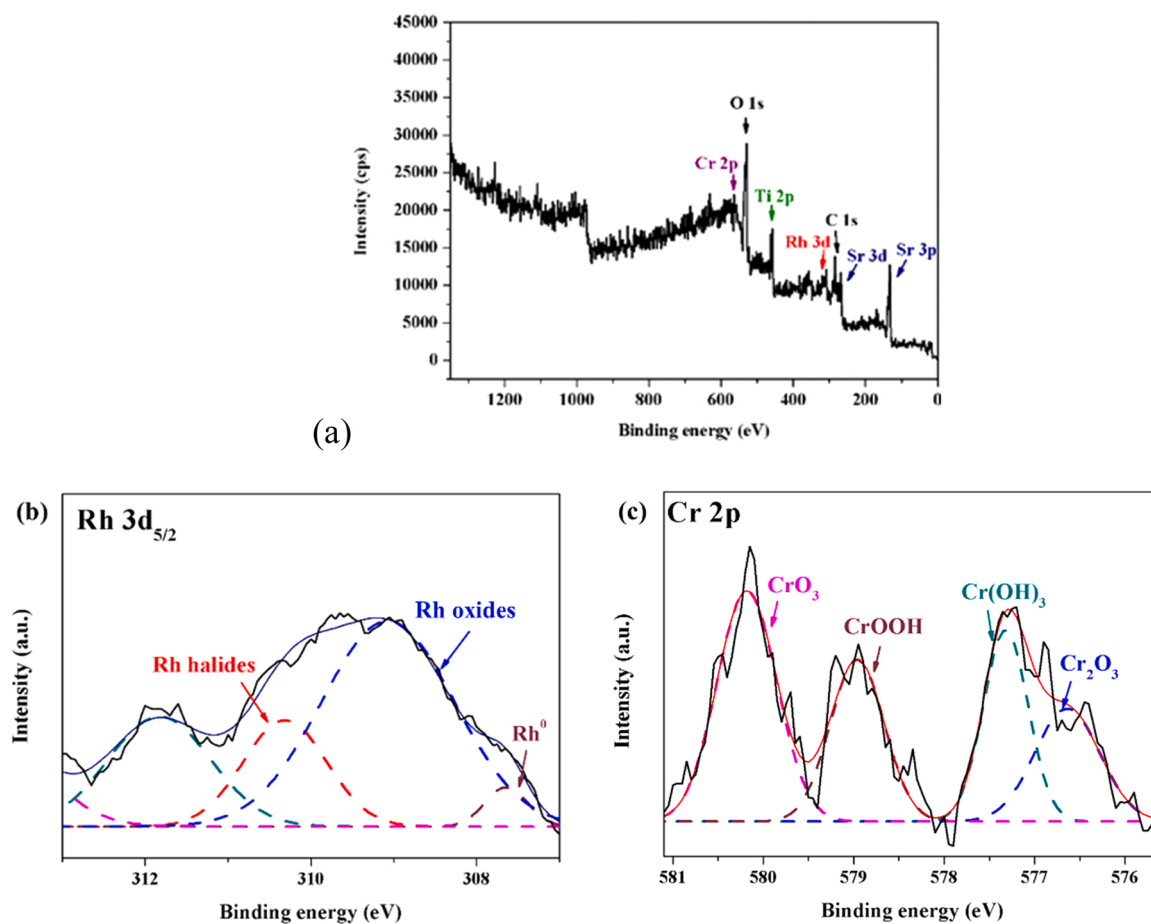 45000
40000
35000
30000
25000
20000
15000
10000
5000
0
Intensity (cps)
O 1s
Cr 2p
Ti 2p
C 1s
Rh 3d
Sr 3d
Sr 3p
1200 1000 800 600 400 200 0
Binding energy (eV)
(a)
(b)
Rh 3d5/2
Rh oxides
Rh halides
Rh⁰
Intensity (a.u.)
312 310 308
Binding energy (eV)
(c)
Cr 2p
CrO₃
Cr(OH)₃
CrOOH
Cr₂O₃
Intensity (a.u.)
581 580 579 578 577 576
Binding energy (eV)